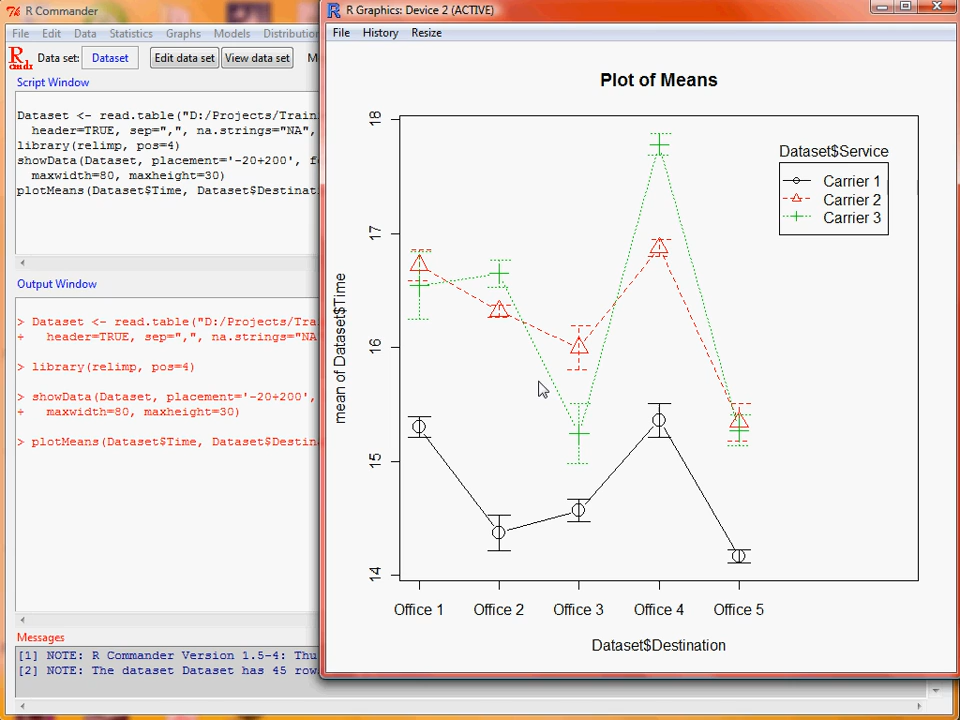 R Commander
File Edit Data Statistics Graphs Models
Data set: Dataset Edit data set View data set
Script Window
Dataset <- read.table("D:/Projects/Train
header=TRUE, sep=",", na.strings="NA",
library(relimp, pos=4)
showData(Dataset, placement='-20+200',
maxwidth=80, maxheight=30)
plotMeans(Dataset$Time,
Output Window
> Dataset <- read.table("D:/Projects/Tra
+ header=TRUE, sep=",", na.strings="NA
> library(relimp, pos=4)
> showData(Dataset, placement='-20+200',
+ maxwidth=80, maxheight=30)
> plotMeans(Dataset$Time,
Messages
[1] NOTE: R Commander Version 1.5-4: Thu
[2] NOTE: The dataset Dataset has 45 row
R Graphics: Device 2 (ACTIVE)
File History Resize
Plot of Means
18
17
16
15
14
mean of Dataset$Time
Dataset$Service
Carrier 1
Carrier 2
Carrier 3
Office 1 Office 2 Office 3 Office 4 Office 5
Dataset$Destination